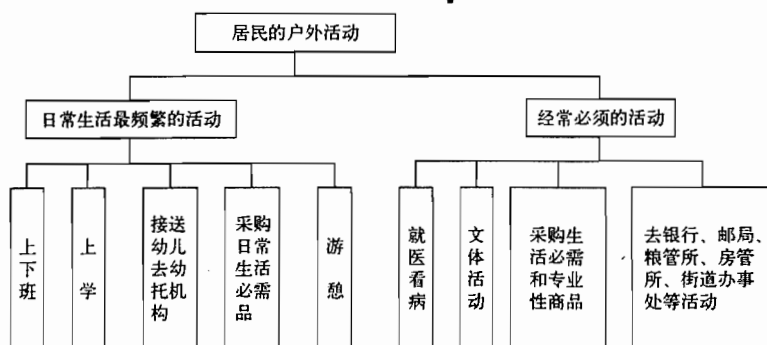 居民的户外活动
日常生活最频繁的活动
经常必须的活动
上下班
上学
接送
幼儿
去幼
托机
构
采购
日常
生活
必需
品
游憩
就医看病
文体活动
采购生
活必需
和专业
性商品
去银行、邮局、
粮管所、房管
所、街道办事
处等活动